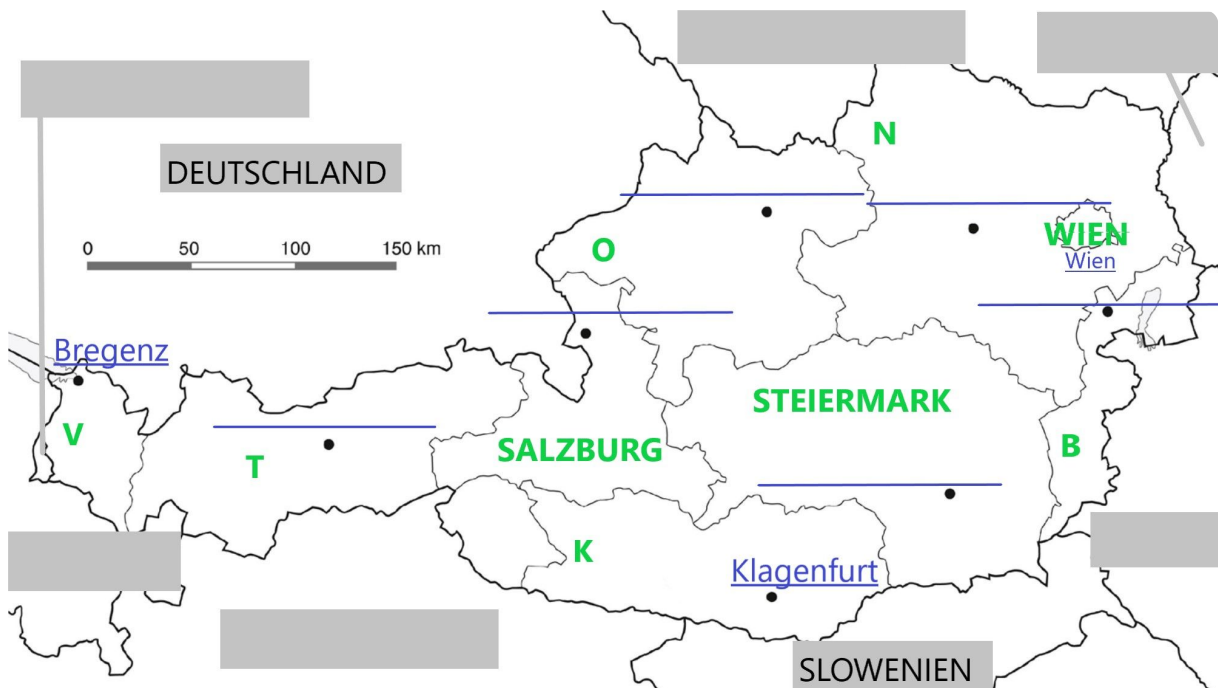 N
DEUTSCHLAND
WIEN
O
0 50 100 150 km
Wien
Bregenz
STEIERMARK
V
SALZBURG
B
T
K
Klagenfurt
SLOWENIEN